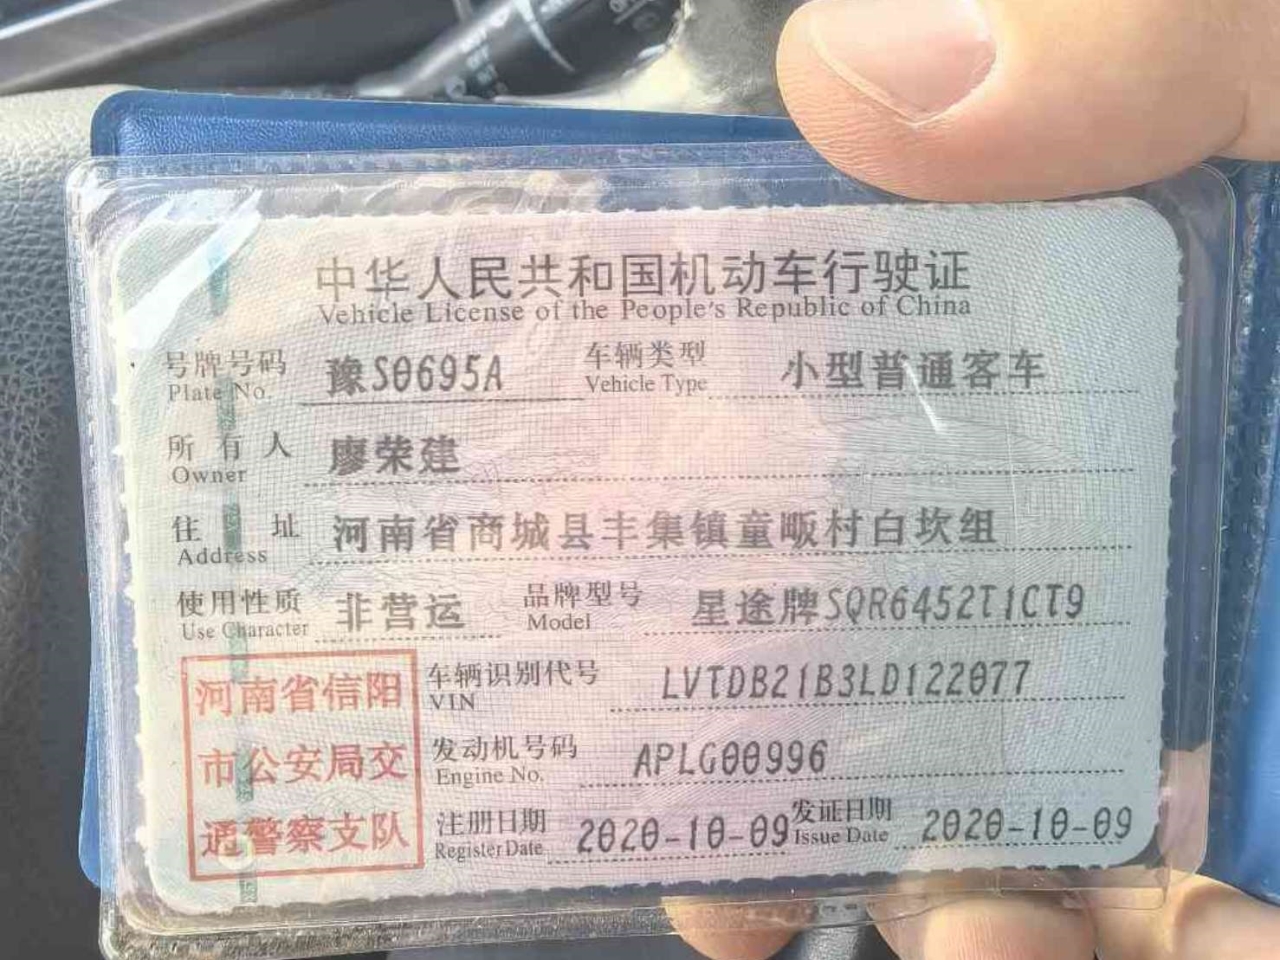 中华人民共和国机动车行驶证
Vehicle License of the People's Republic of China
号牌号码 豫S0695A 车辆类型 小型普通客车
Plate No. Vehicle Type
所有人 廖荣建
Owner
住址 河南省商城县丰集镇童畈村白坎组
Address
使用性质 非营运 品牌型号 星途牌SQR6452T1CT9
Use Character Model
河南省信阳
市公安局交
通警察支队
车辆识别代号 LVTDB21B3LD122077
VIN
发动机号码 APLG00996
Engine No.
注册日期 2020-10-09 发证日期 2020-10-09
Register Date Issue Date